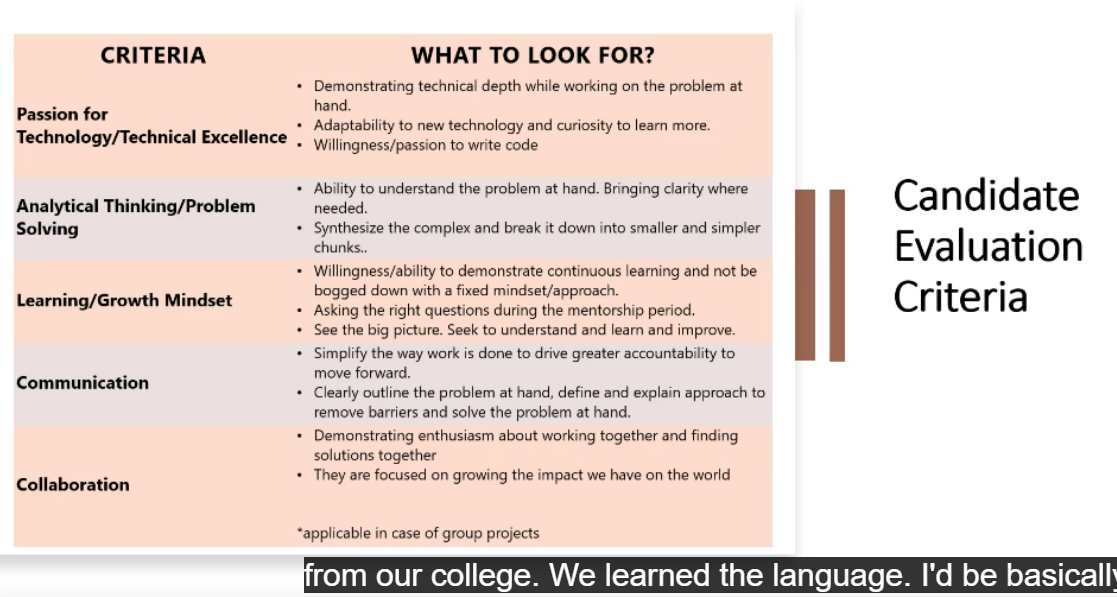 CRITERIA
WHAT TO LOOK FOR?
Passion for
Technology/Technical Excellence
• Demonstrating technical depth while working on the problem at
hand.
• Adaptability to new technology and curiosity to learn more.
• Willingness/passion to write code
Analytical Thinking/Problem
Solving
• Ability to understand the problem at hand. Bringing clarity where
needed.
• Synthesize the complex and break it down into smaller and simpler
chunks..
Learning/Growth Mindset
• Willingness/ability to demonstrate continuous learning and not be
bogged down with a fixed mindset/approach.
• Asking the right questions during the mentorship period.
• See the big picture. Seek to understand and learn and improve.
Communication
• Simplify the way work is done to drive greater accountability to
move forward.
• Clearly outline the problem at hand, define and explain approach to
remove barriers and solve the problem at hand.
Collaboration
• Demonstrating enthusiasm about working together and finding
solutions together
• They are focused on growing the impact we have on the world
*applicable in case of group projects
Candidate
Evaluation
Criteria
from our college. We learned the language. I'd be basically